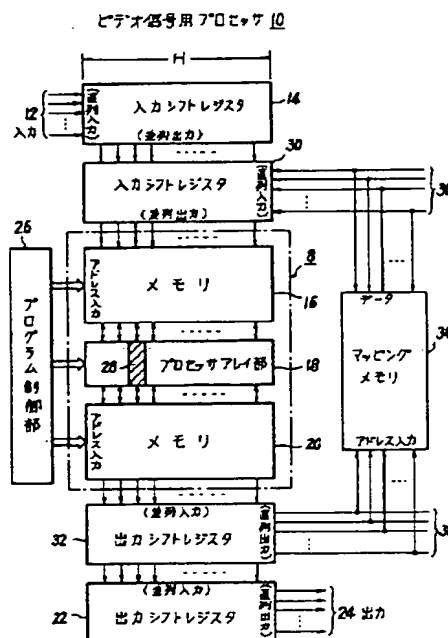 ビデオ信号用プロセッサ 10
H
12
入力
(直列入力)
入力シフトレジスタ
(並列出力)
14
30
入力シフトレジスタ
(並列出力)
(直列入力)
26
プログラム制御部
アドレス入力
メモリ
8
16
28
プロセッサアレイ部
18
アドレス入力
メモリ
20
データ
マッピング
メモリ
アドレス入力
(並列入力)
32
出力シフトレジスタ
(直列出力)
(並列入力)
22
出力シフトレジスタ
(直列出力)
24 出力